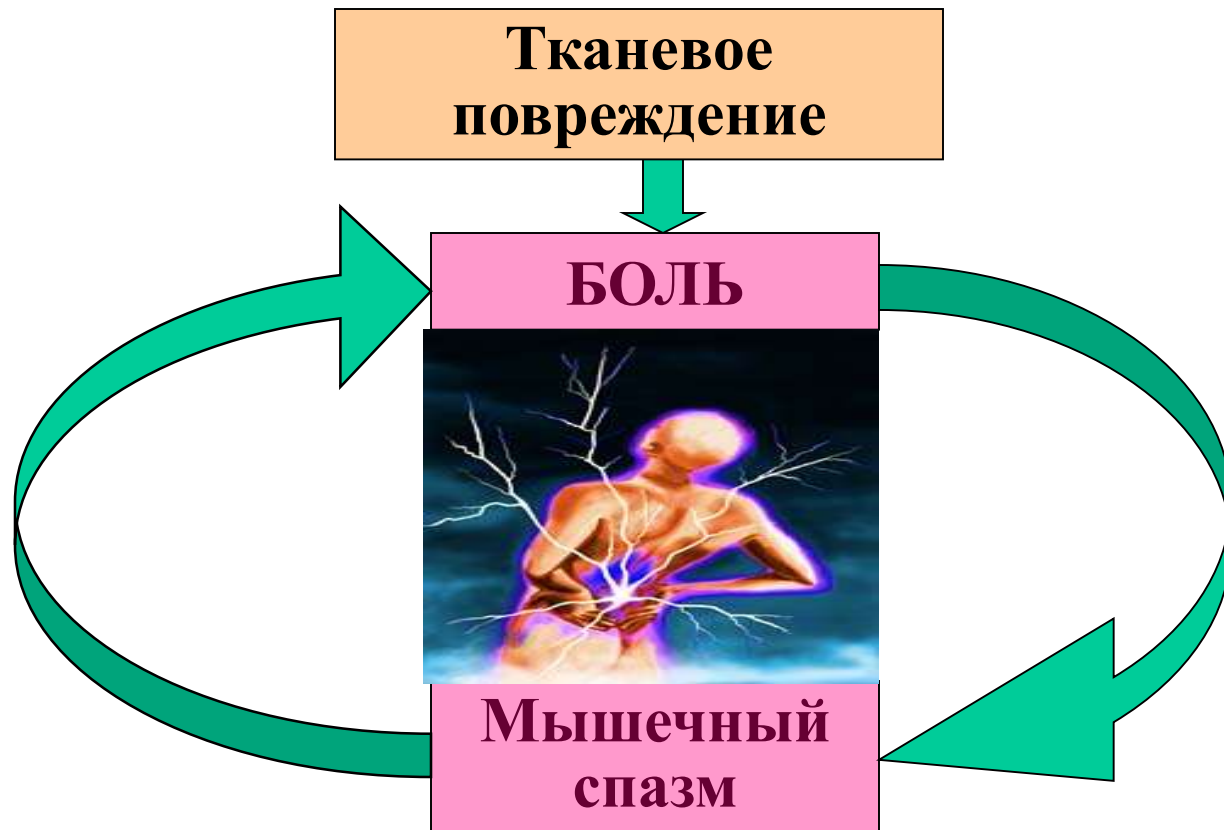 Тканевое
повреждение
БОЛЬ
Мышечный
спазм